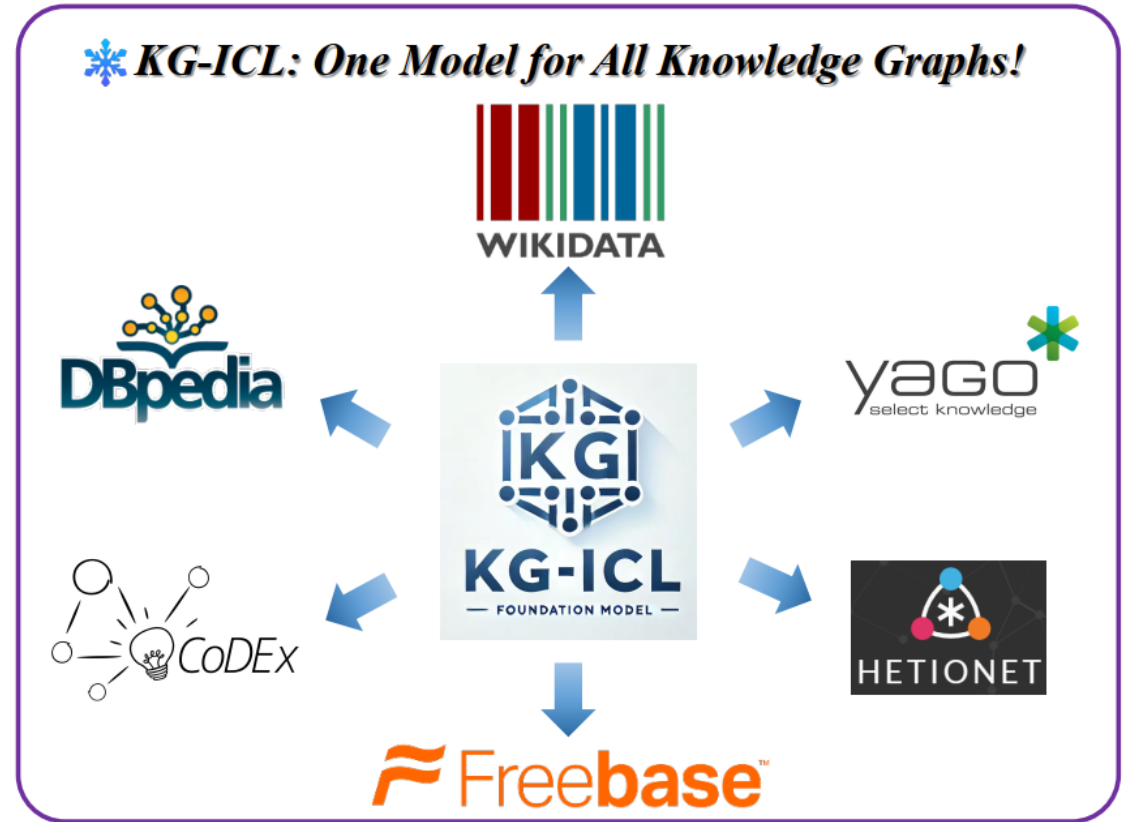 KG-ICL: One Model for All Knowledge Graphs!
WIKIDATA
DBpedia
yago
select knowledge
KG
KG-ICL
FOUNDATION MODEL
CoDEx
HETIONET
Freebase™